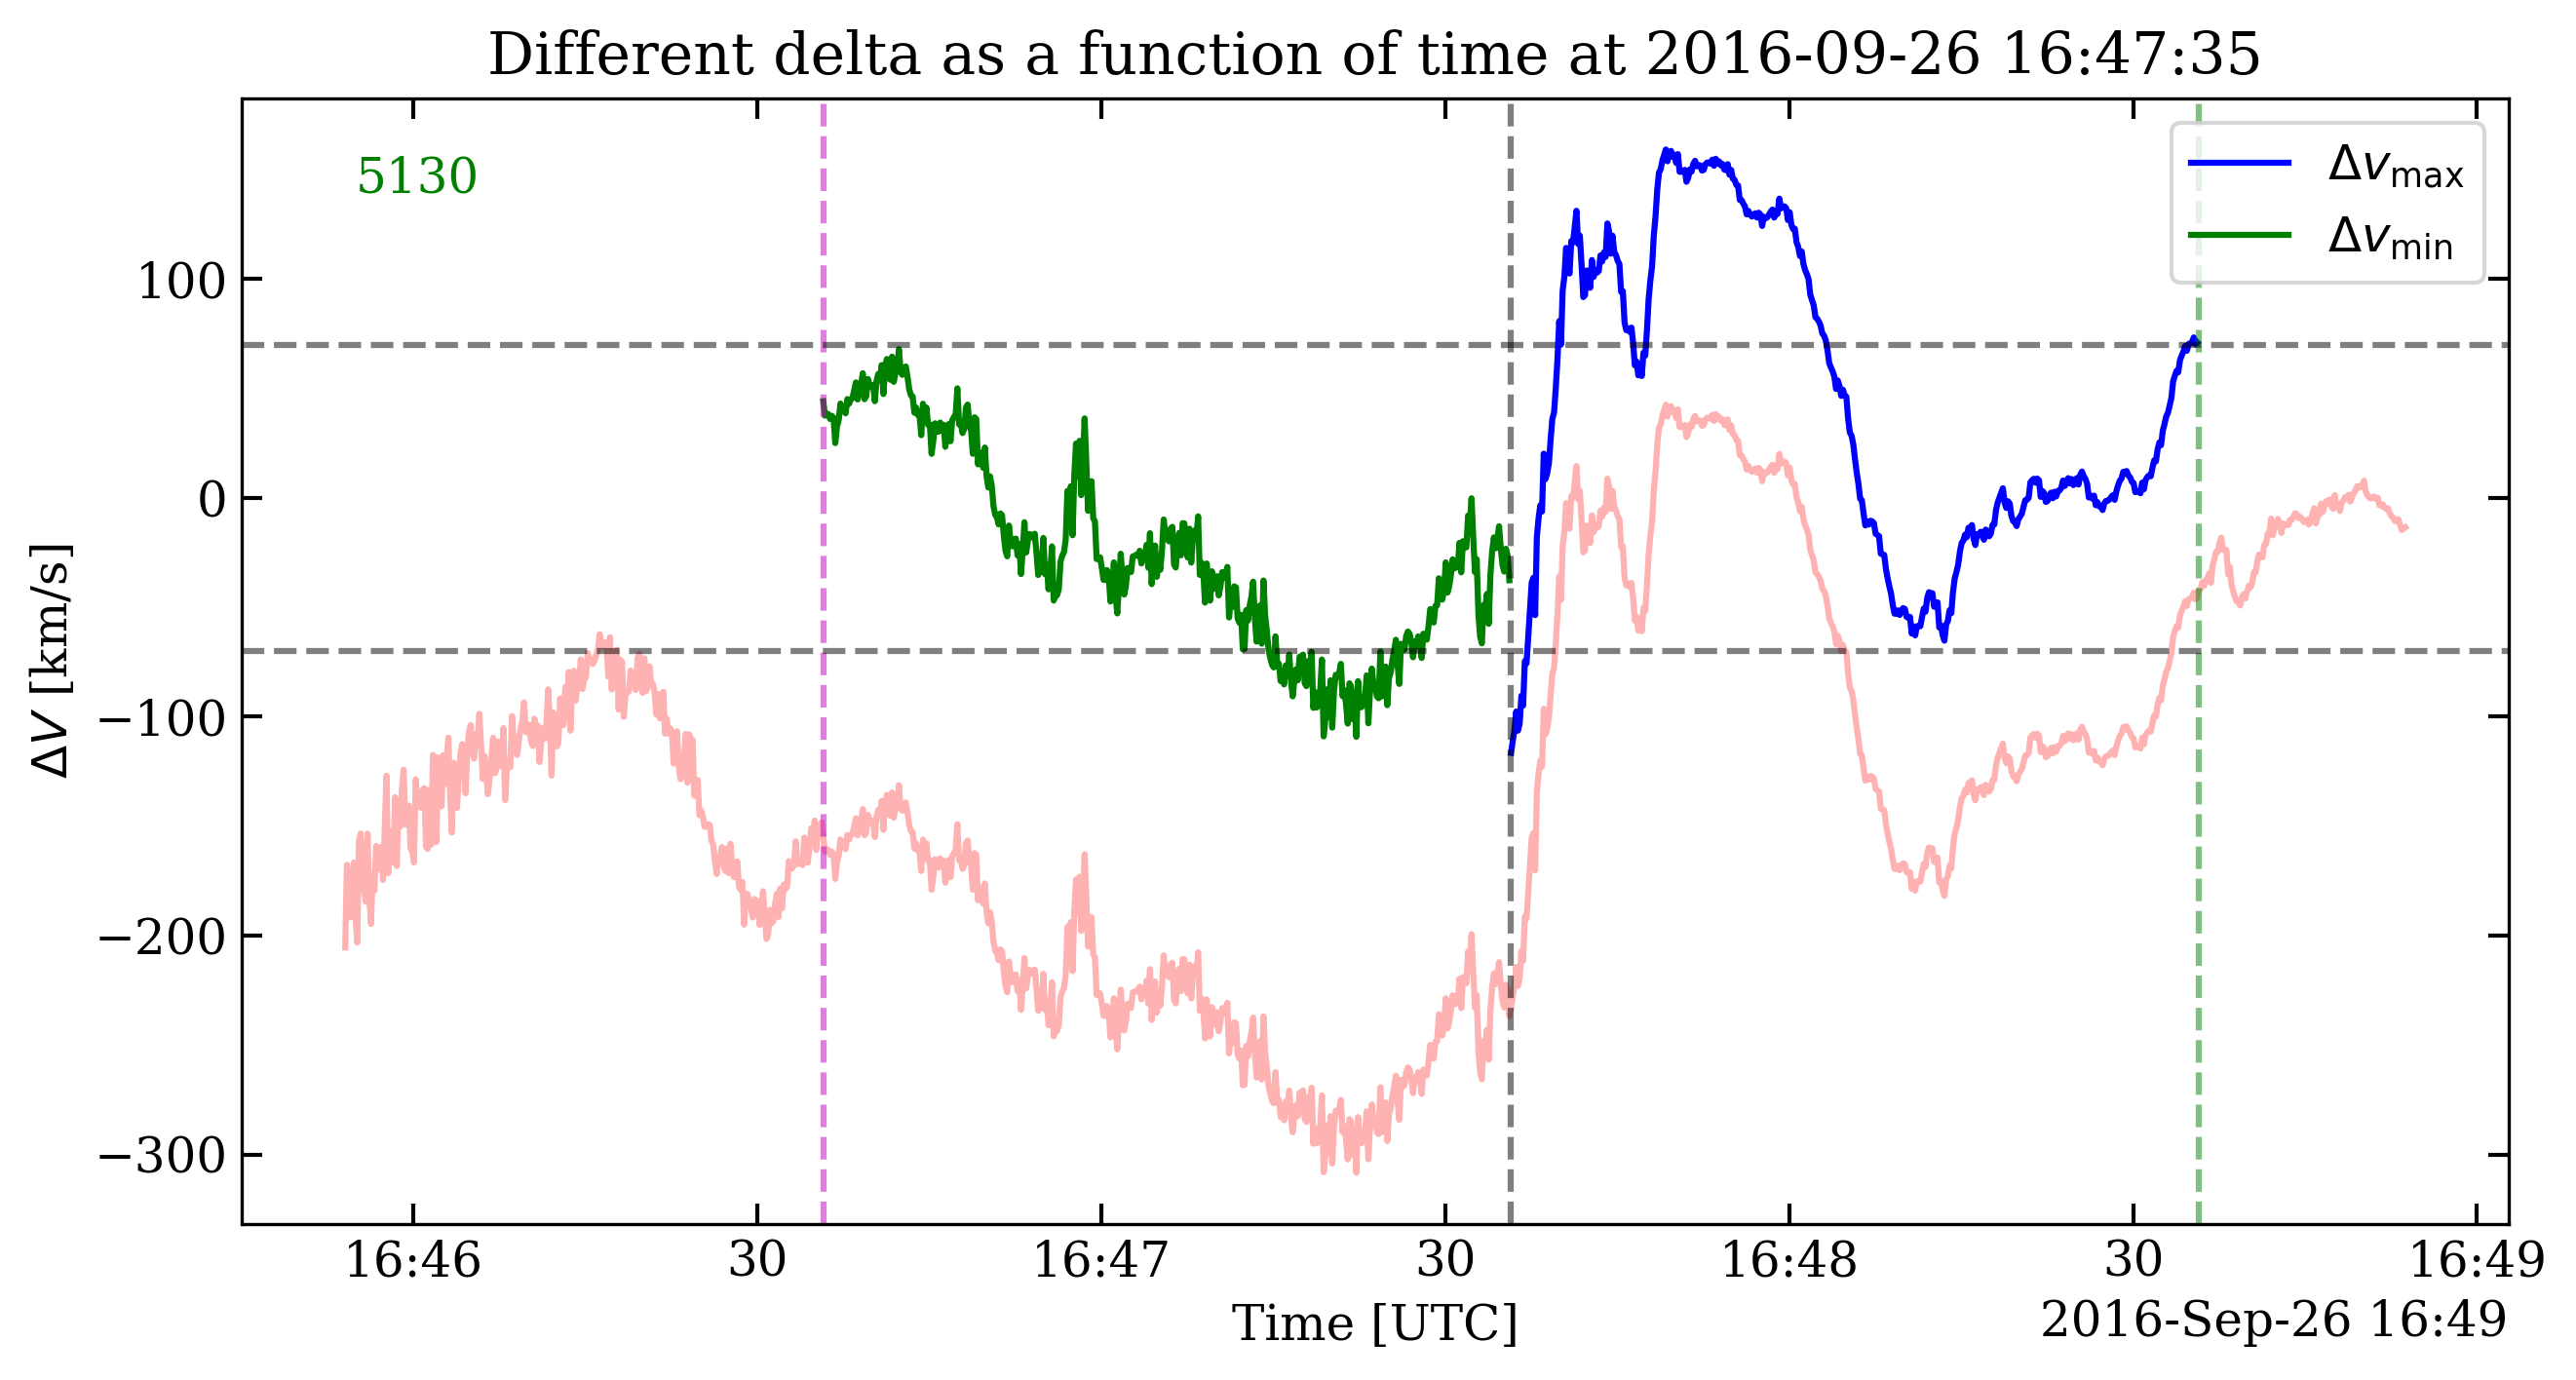 Different delta as a function of time at 2016-09-26 16:47:35
5130
Δv_max
Δv_min
ΔV [km/s]
100
0
−100
−200
−300
16:46 30 16:47 30 16:48 30 16:49
Time [UTC]
2016-Sep-26 16:49